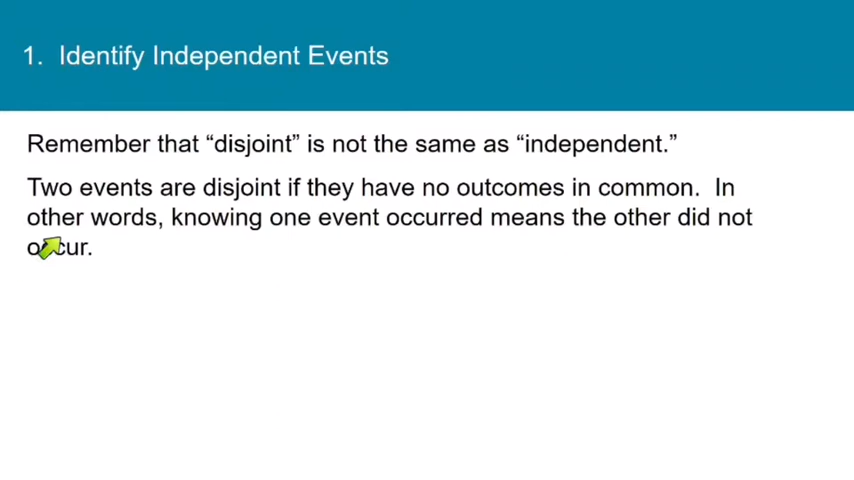 1. Identify Independent Events
Remember that “disjoint” is not the same as “independent.”
Two events are disjoint if they have no outcomes in common. In
other words, knowing one event occurred means the other did not
occur.